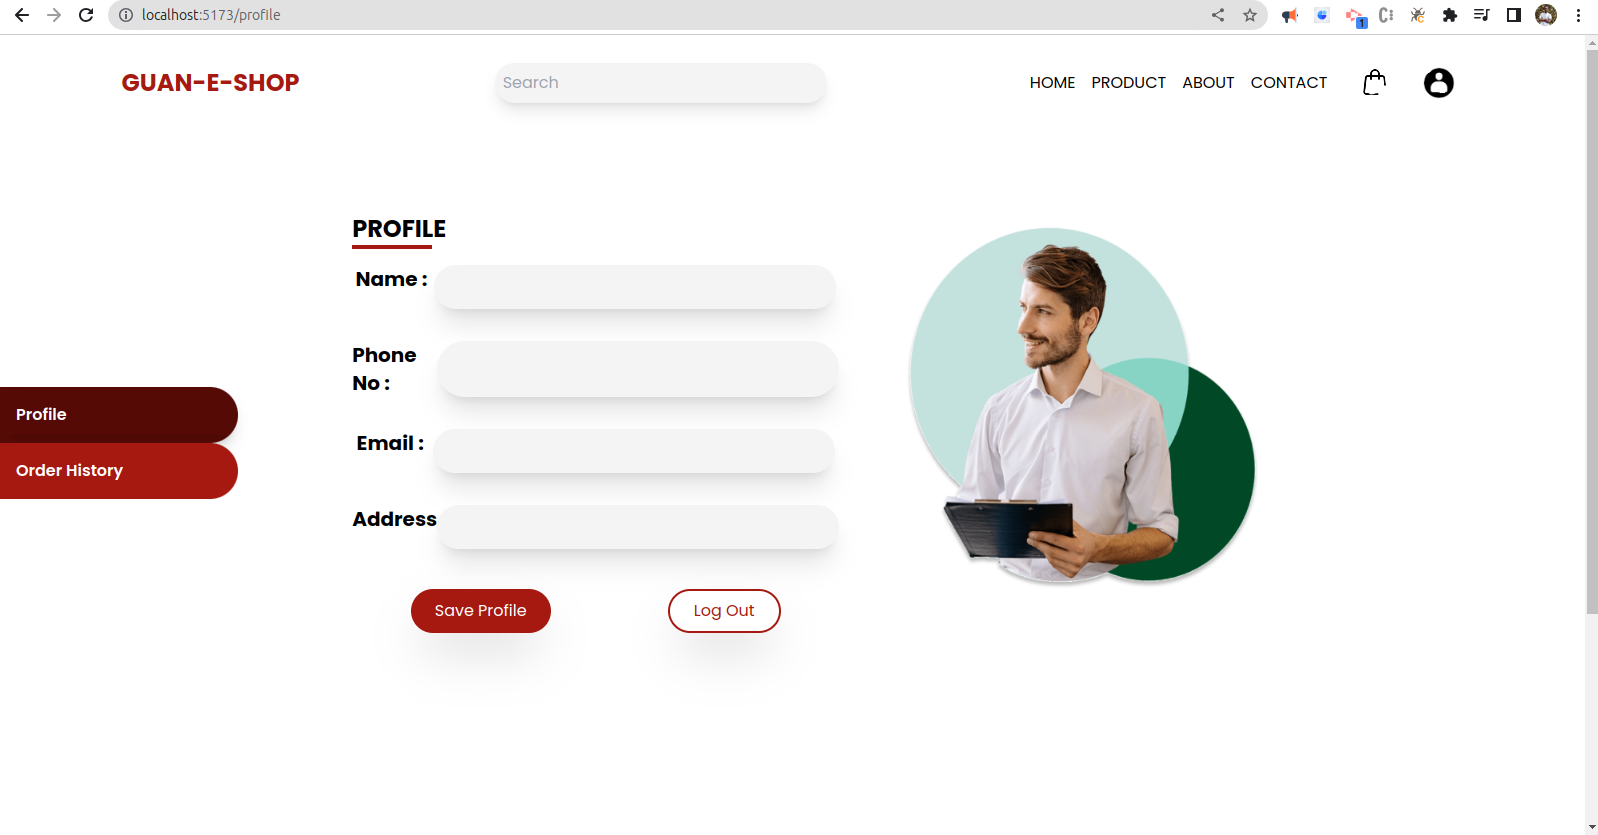 localhost:5173/profile
1
GUAN-E-SHOP
Search
HOME PRODUCT ABOUT CONTACT
PROFILE
Name :
Phone
No :
Email :
Address
Profile
Order History
Save Profile
Log Out